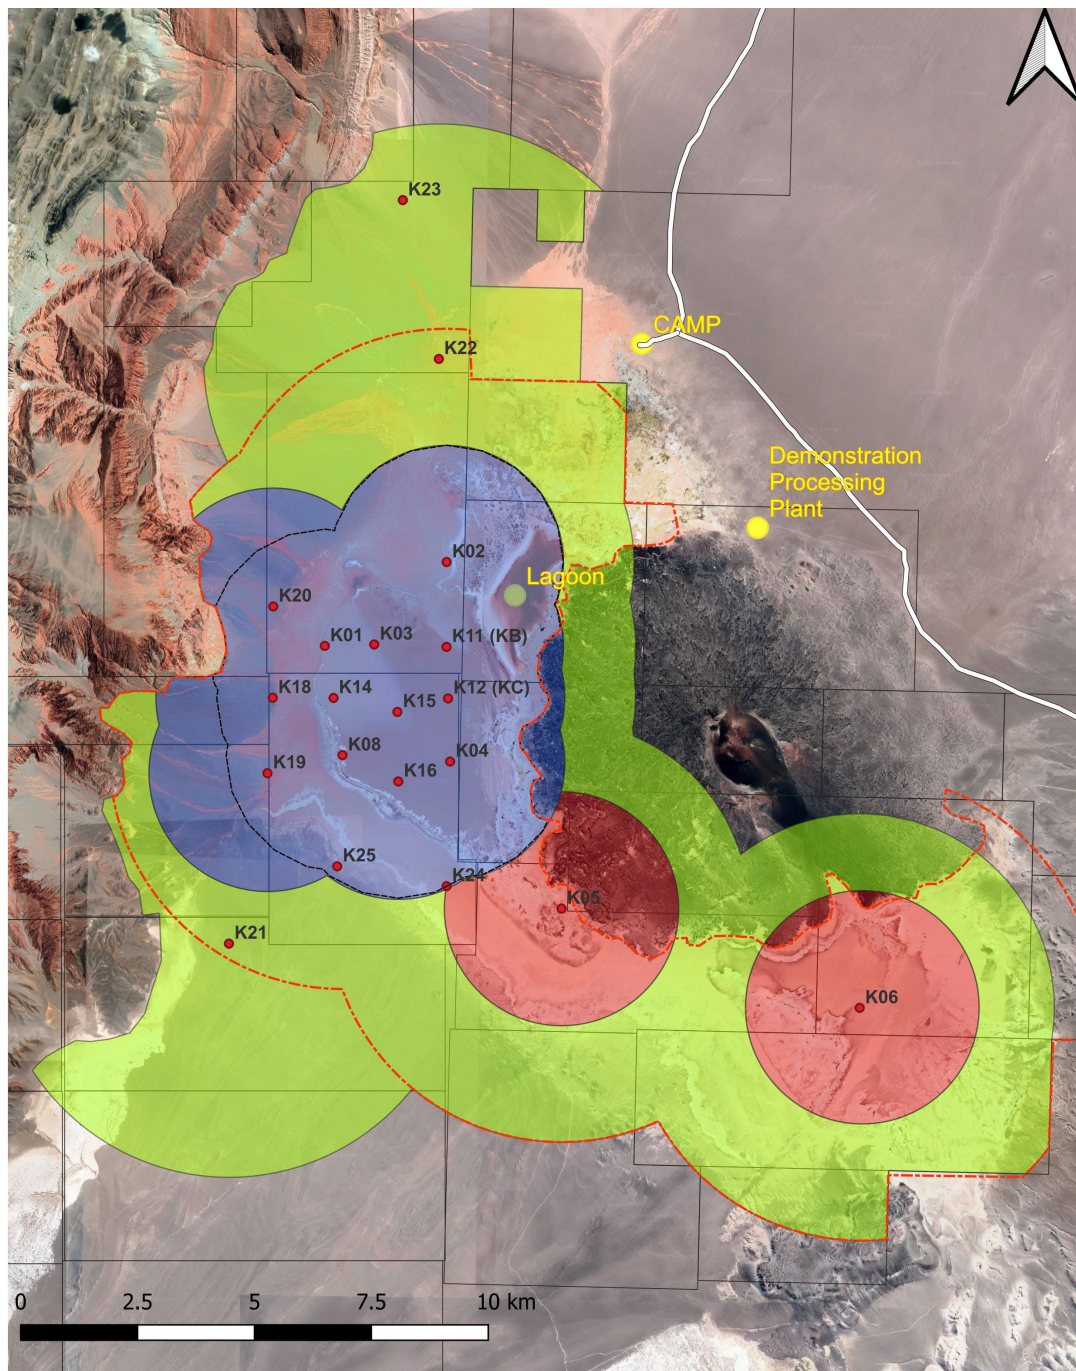 K23
CAMP
K22
Demonstration
Processing
Plant
K02
Lagoon
K20
K01
K03
K11 (KB)
K18
K14
K15
K12 (KC)
K08
K04
K19
K16
K25
K24
K05
K21
K06
0 2.5 5 7.5 10 km